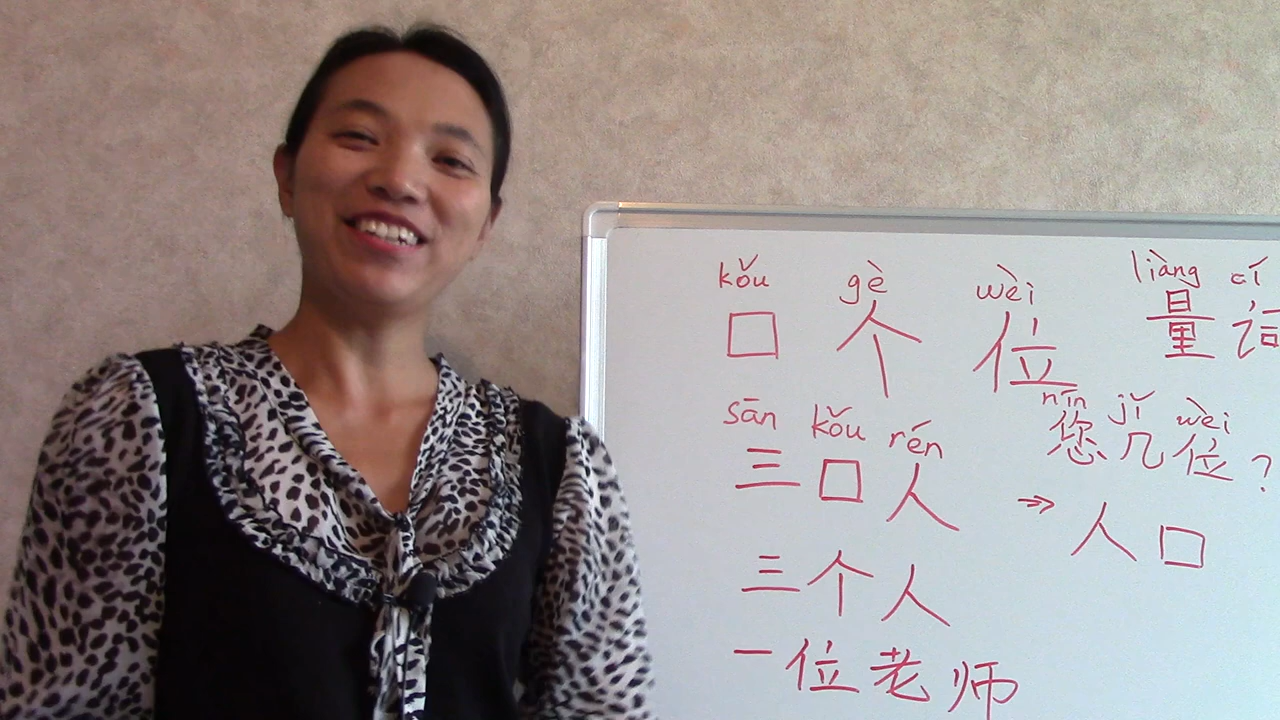 kǒu gè wèi liàng cí
口 个 位 量 词
sān kǒu rén
三 口 人
nín jǐ wèi
您 几 位 ?
→ 人 口
三 个 人
一 位 老 师